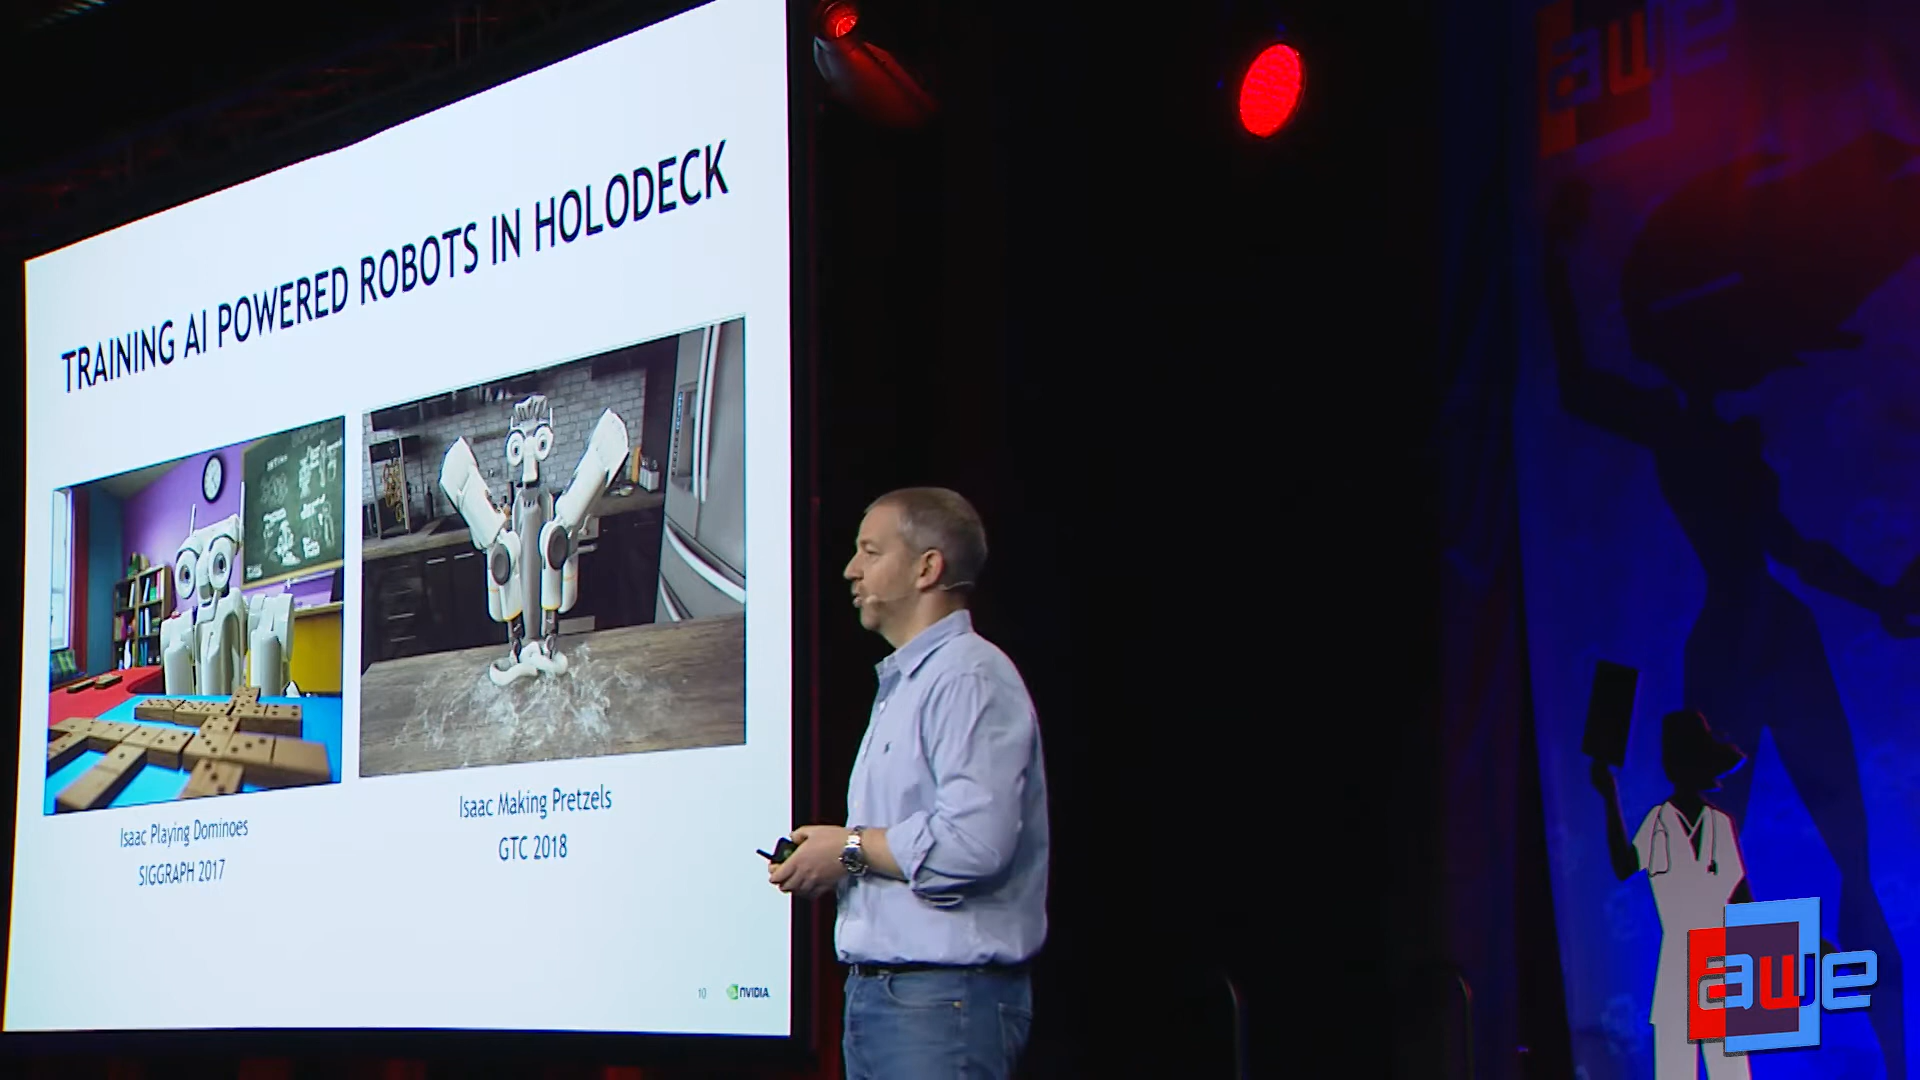 TRAINING AI POWERED ROBOTS IN HOLODECK
Isaac Playing Dominoes
SIGGRAPH 2017
Isaac Making Pretzels
GTC 2018
10
NVIDIA
awe
awe